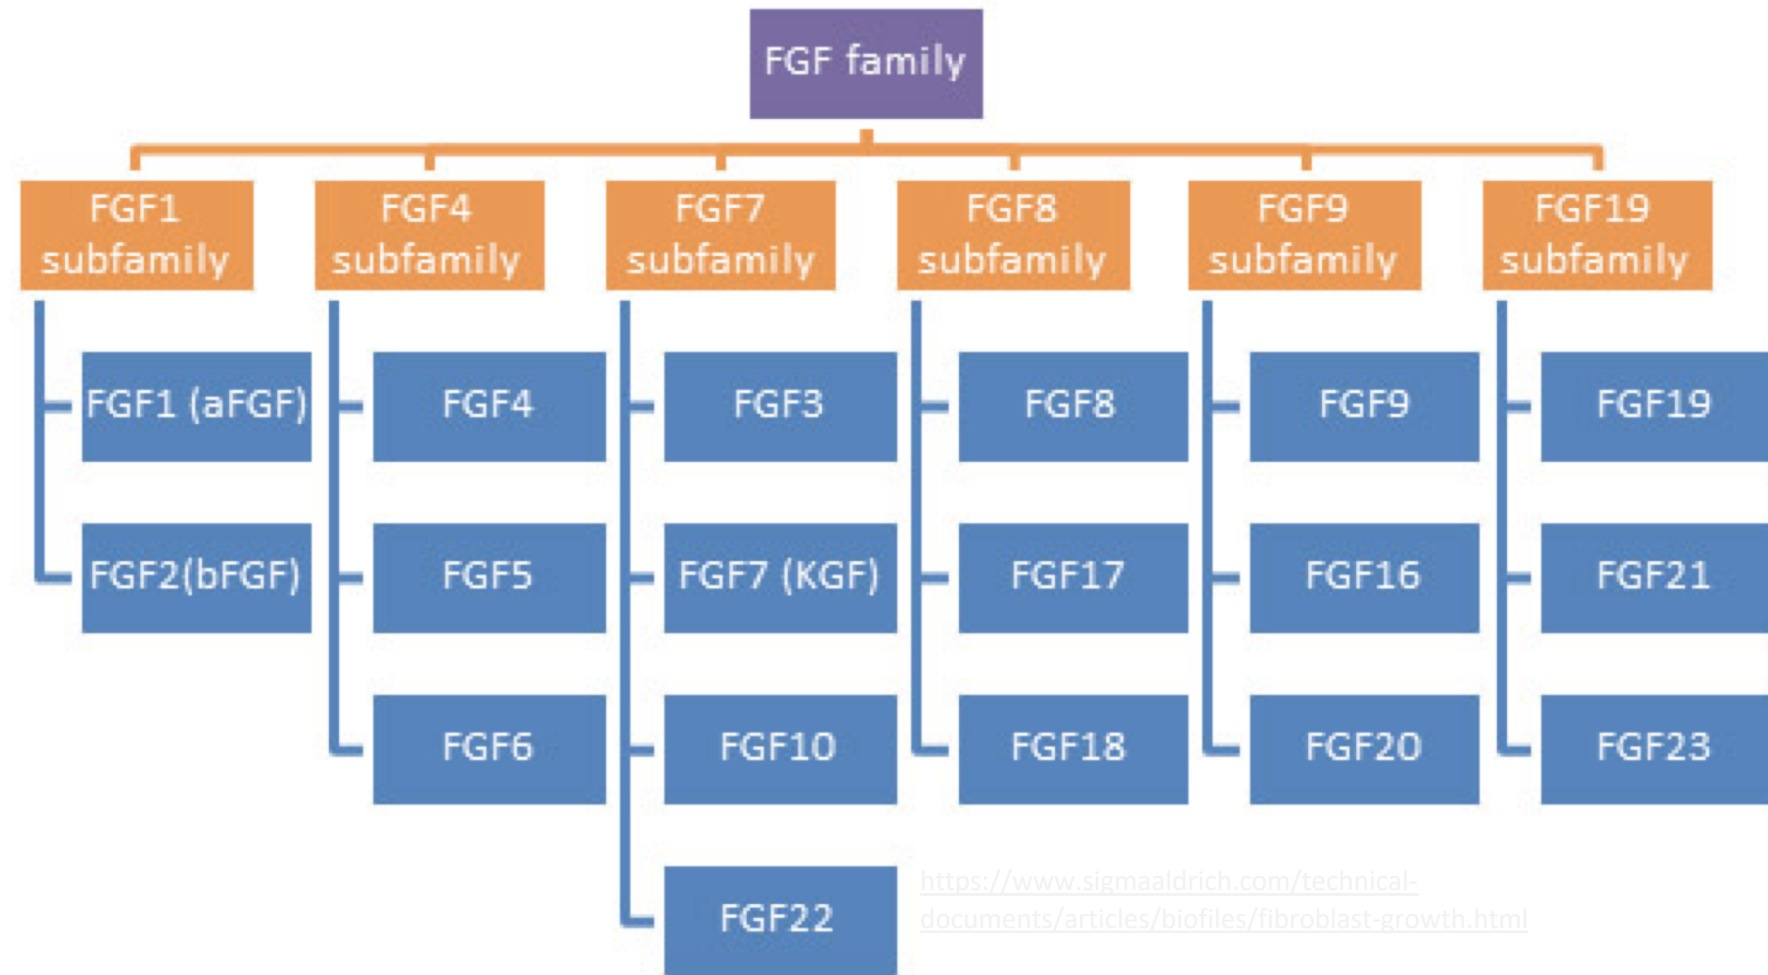 FGF family
FGF1
subfamily
FGF4
subfamily
FGF7
subfamily
FGF8
subfamily
FGF9
subfamily
FGF19
subfamily
FGF1 (aFGF)
FGF4
FGF3
FGF8
FGF9
FGF19
FGF2(bFGF)
FGF5
FGF7 (KGF)
FGF17
FGF16
FGF21
FGF6
FGF10
FGF18
FGF20
FGF23
FGF22
https://www.sigmaaldrich.com/technical-
documents/articles/biofiles/fibroblast-growth.html